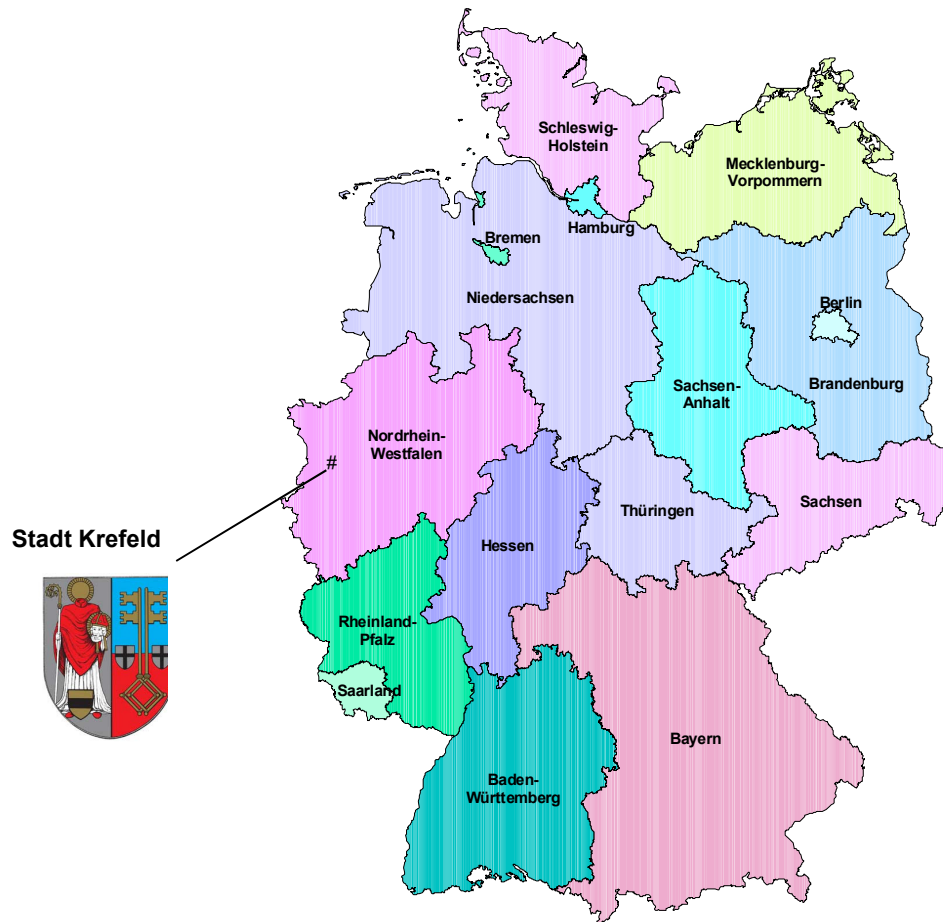 Schleswig-
Holstein
Mecklenburg-
Vorpommern
Hamburg
Bremen
Niedersachsen
Berlin
Brandenburg
Sachsen-
Anhalt
Nordrhein-
Westfalen
#
Sachsen
Thüringen
Hessen
Stadt Krefeld
Rheinland-
Pfalz
Saarland
Bayern
Baden-
Württemberg